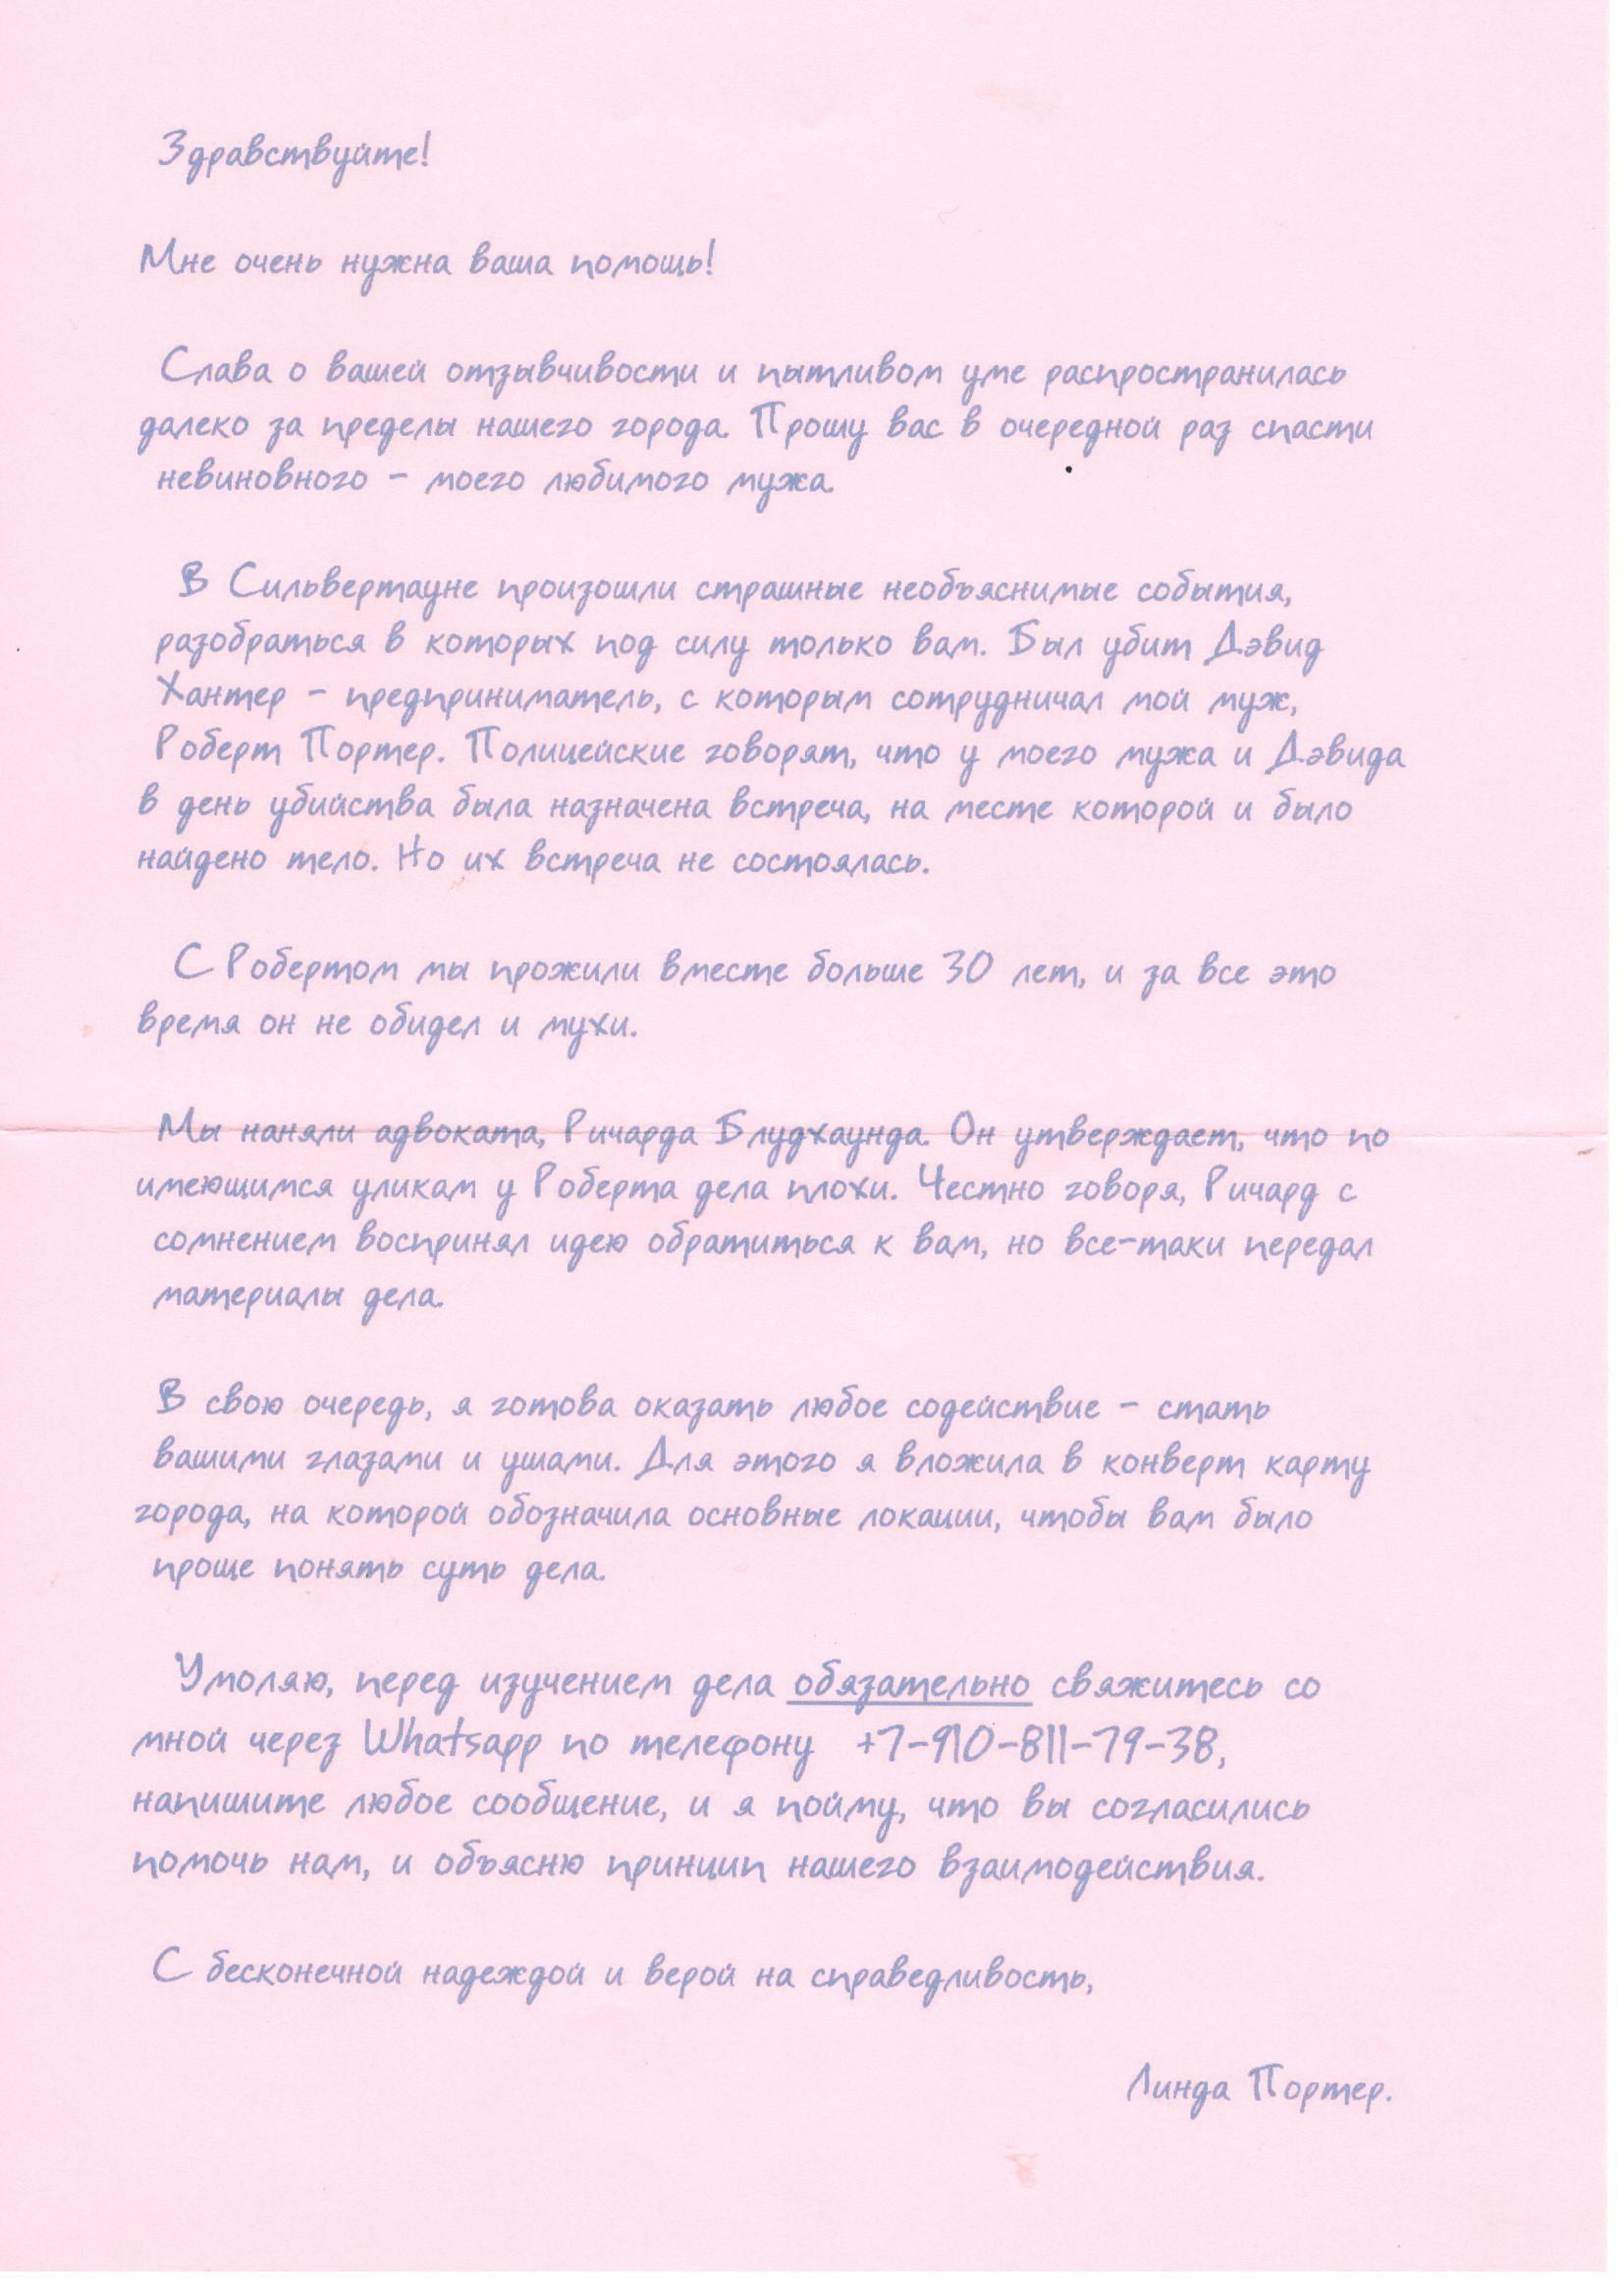 Здравствуйте!
Мне очень нужна ваша помощь!
Слава о вашей отзывчивости и пытливом уме распространилась
далеко за пределы нашего города. Прошу вас в очередной раз спасти
невиновного - моего любимого мужа.
В Сильвертауне произошли страшные необъяснимые события,
разобраться в которых под силу только вам. Был убит Дэвид
Хантер - предприниматель, с которым сотрудничал мой муж,
Роберт Портер. Полицейские говорят, что у моего мужа и Дэвида
в день убийства была назначена встреча, на месте которой и было
найдено тело. Но их встреча не состоялась.
С Робертом мы прожили вместе больше 30 лет, и за все это
время он не обидел и мухи.
Мы наняли адвоката, Ричарда Блудхаунда. Он утверждает, что по
имеющимся уликам у Роберта дела плохи. Честно говоря, Ричард с
сомнением воспринял идею обратиться к вам, но все-таки передал
материалы дела.
В свою очередь, я готова оказать любое содействие - стать
вашими глазами и ушами. Для этого я вложила в конверт карту
города, на которой обозначила основные локации, чтобы вам было
проще понять суть дела.
Умоляю, перед изучением дела обязательно свяжитесь со
мной через Whatsapp по телефону +7-910-811-79-38,
напишите любое сообщение, и я пойму, что вы согласились
помочь нам, и объясню принцип нашего взаимодействия.
С бесконечной надеждой и верой на справедливость,
Линда Портер.